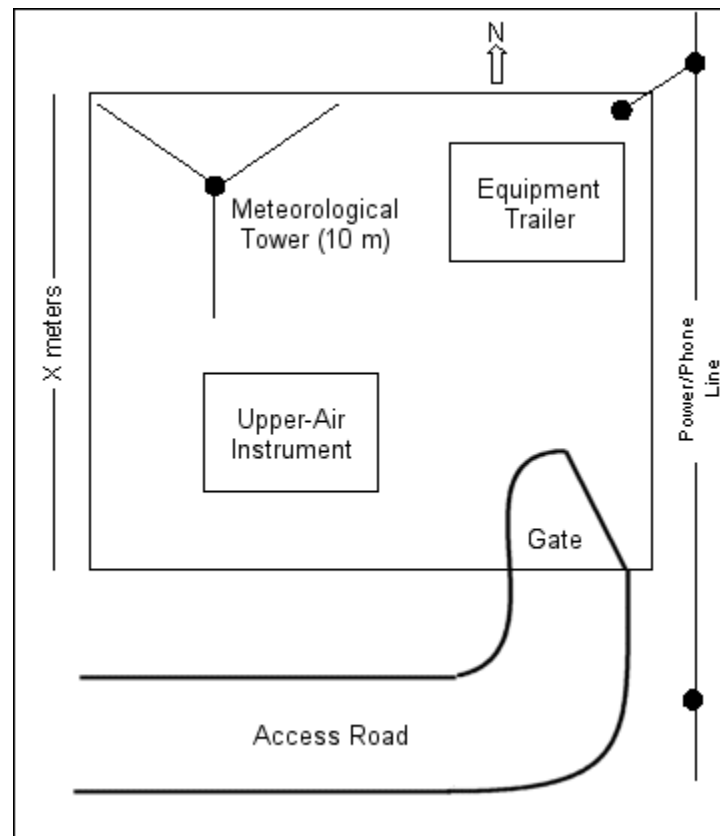 N
Meteorological
Tower (10 m)
Equipment
Trailer
X meters
Power/Phone
Line
Upper-Air
Instrument
Gate
Access Road